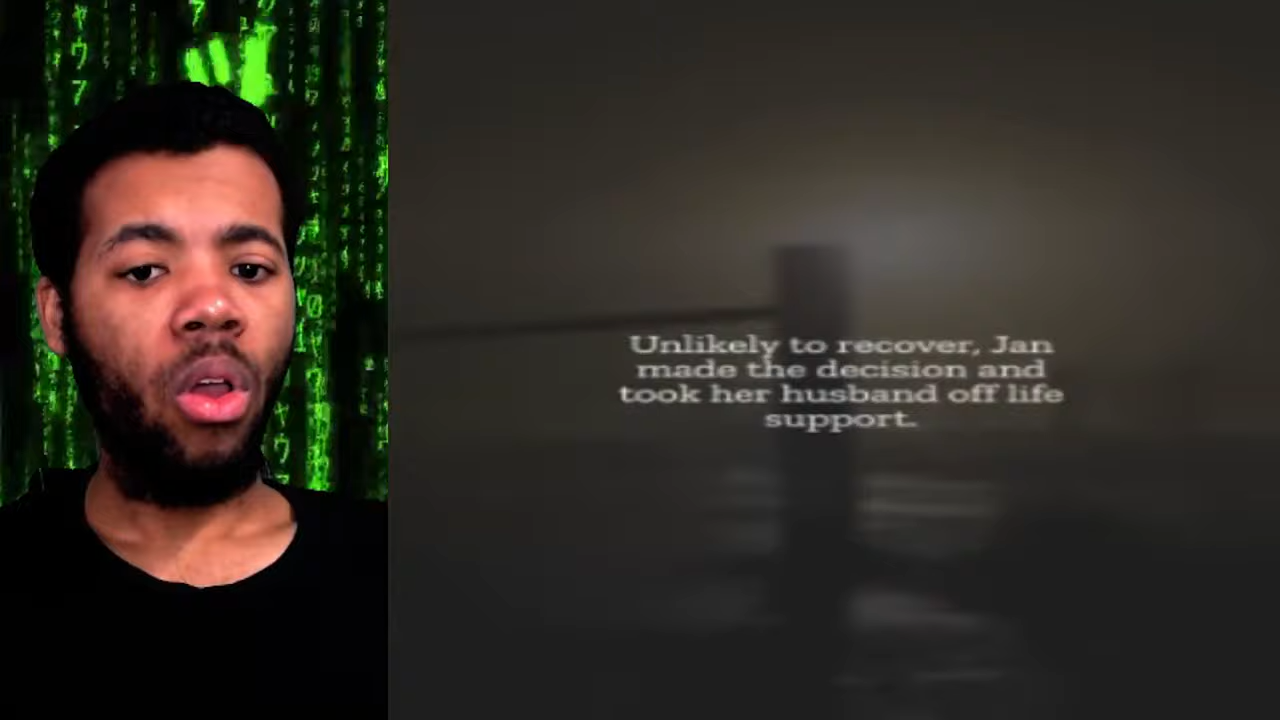 Unlikely to recover, Jan
made the decision and
took her husband off life
support.